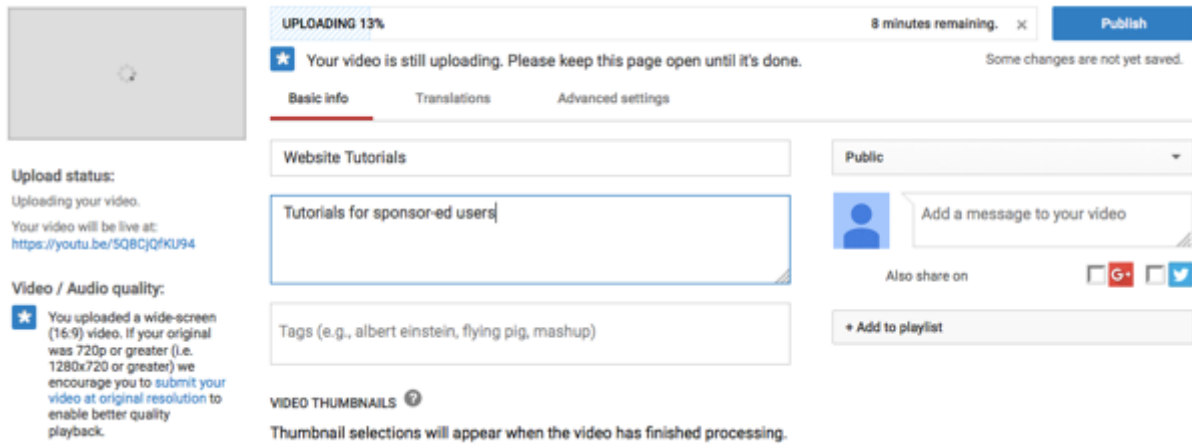 UPLOADING 13%
8 minutes remaining. ×
Publish
Your video is still uploading. Please keep this page open until it's done.
Some changes are not yet saved.
Basic info
Translations
Advanced settings
Website Tutorials
Public
Tutorials for sponsor-ed users
Add a message to your video
Also share on
G+
Tags (e.g., albert einstein, flying pig, mashup)
+ Add to playlist
VIDEO THUMBNAILS ?
Thumbnail selections will appear when the video has finished processing.
Upload status:
Uploading your video.
Your video will be live at:
https://youtu.be/5Q8CjQfKU94
Video / Audio quality:
You uploaded a wide-screen
(16:9) video. If your original
was 720p or greater (i.e.
1280x720 or greater) we
encourage you to submit your
video at original resolution to
enable better quality
playback.